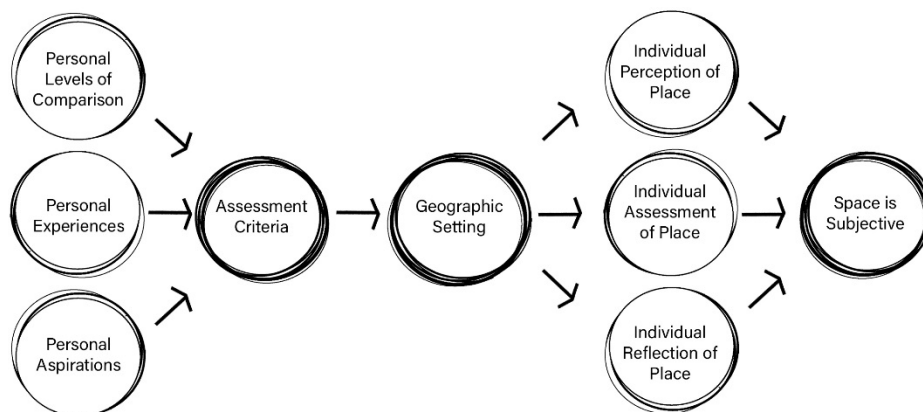 Personal
Levels of
Comparison
Personal
Experiences
Personal
Aspirations
Assessment
Criteria
Geographic
Setting
Individual
Perception of
Place
Individual
Assessment
of Place
Individual
Reflection of
Place
Space is
Subjective